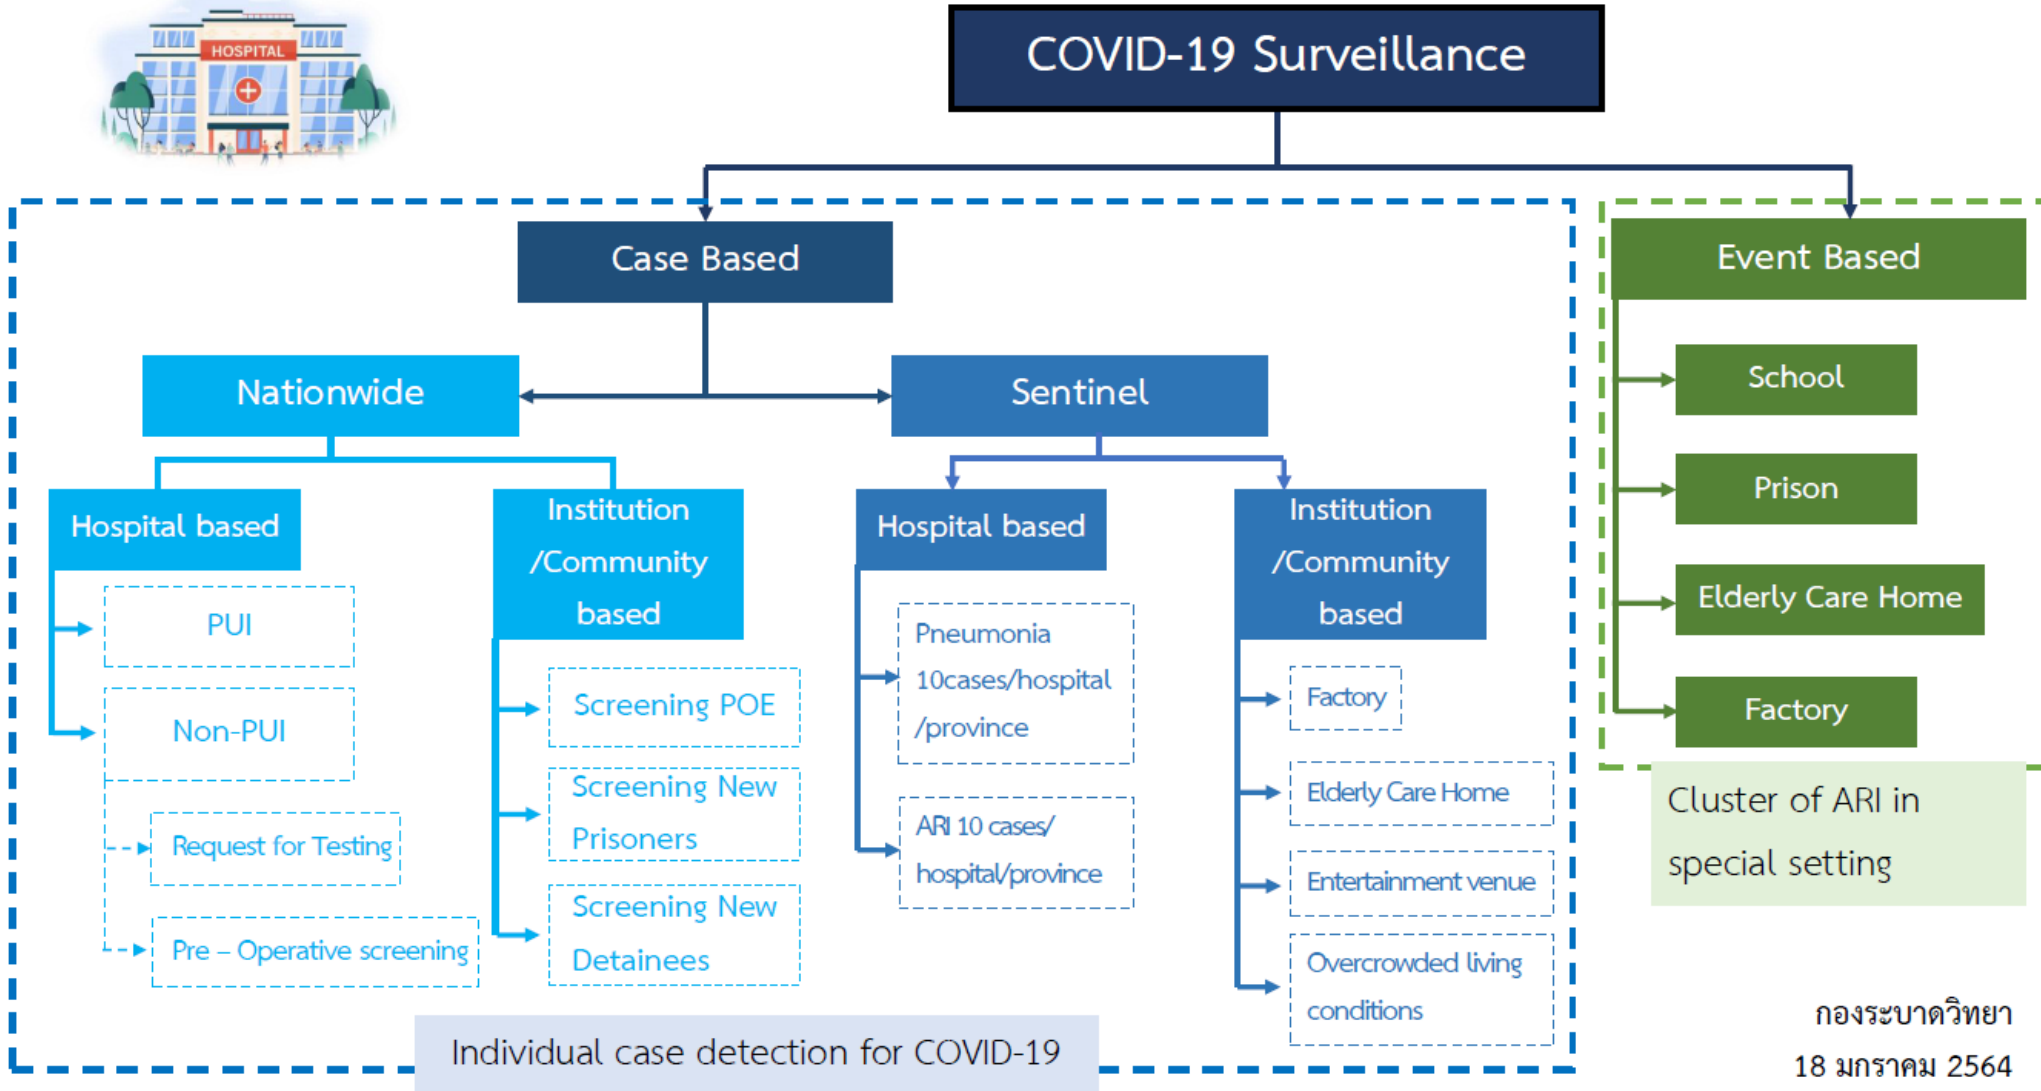 HOSPITAL
COVID-19 Surveillance
Case Based
Event Based
Nationwide
Sentinel
Hospital based
PUI
Non-PUI
Request for Testing
Pre – Operative screening
Institution
/Community
based
Screening POE
Screening New
Prisoners
Screening New
Detainees
Hospital based
Pneumonia
10cases/hospital
/province
ARI 10 cases/
hospital/province
Institution
/Community
based
Factory
Elderly Care Home
Entertainment venue
Overcrowded living
conditions
School
Prison
Elderly Care Home
Factory
Cluster of ARI in
special setting
Individual case detection for COVID-19
กองระบาดวิทยา
18 มกราคม 2564